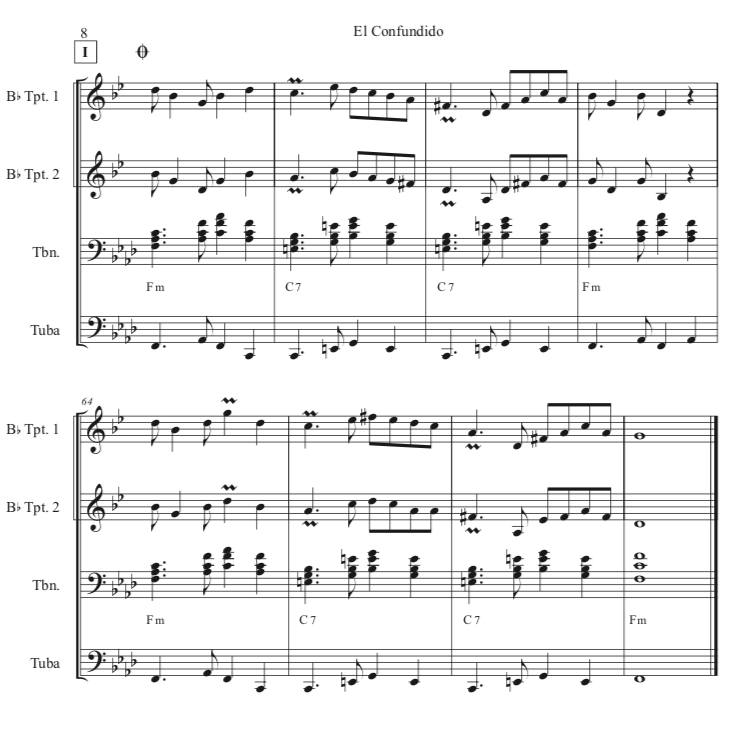 8
El Confundido
I
B♭ Tpt. 1
B♭ Tpt. 2
Tbn.
Fm C7 C7 Fm
Tuba
64
B♭ Tpt. 1
B♭ Tpt. 2
Tbn.
Fm C7 C7 Fm
Tuba